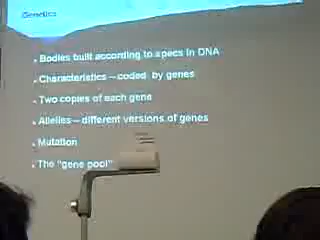 Genetics
Bodies built according to specs in DNA
Characteristics – coded by genes
Two copies of each gene
Alleles – different versions of genes
Mutation
The "gene pool"